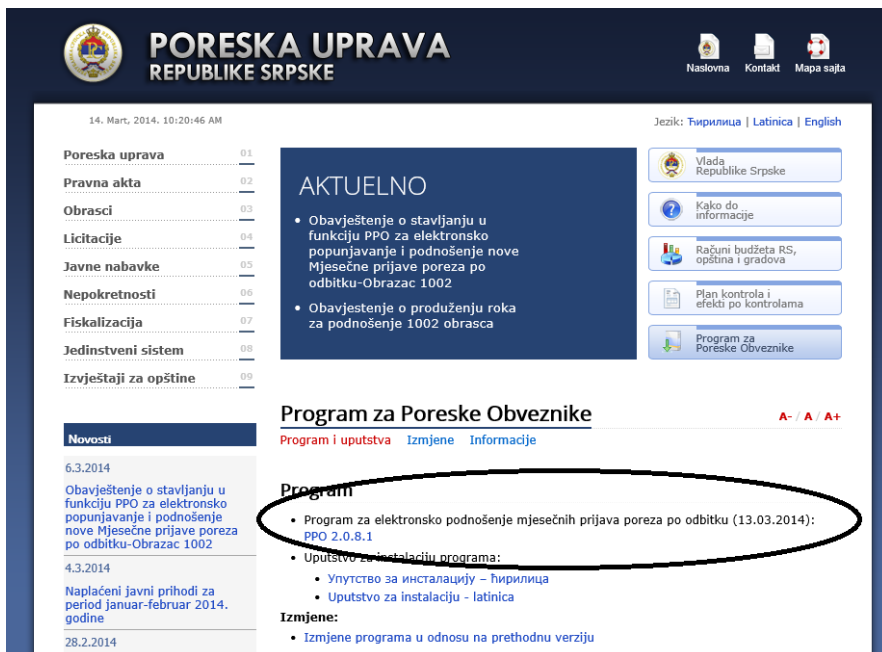 PORESKA UPRAVA
REPUBLIKE SRPSKE
Naslovna
Kontakt
Mapa sajta
14. Mart, 2014. 10:20:46 AM
Jezik: Ћирилица | Latinica | English
Poreska uprava 01
Pravna akta 02
Obrasci 03
Licitacije 04
Javne nabavke 05
Nepokretnosti 06
Fiskalizacija 07
Jedinstveni sistem 08
Izvještaji za opštine 09
AKTUELNO
• Obavještenje o stavljanju u
funkciju PPO za elektronsko
popunjavanje i podnošenje nove
Mjesečne prijave poreza po
odbitku-Obrazac 1002
• Obavjestenje o produženju roka
za podnošenje 1002 obrasca
Vlada
Republike Srpske
Kako do
informacije
Računi budžeta RS,
opština i gradova
Plan kontrola i
efekti po kontrolama
Program za
Poreske Obveznike
Novosti
6.3.2014
Obavještenje o stavljanju u
funkciju PPO za elektronsko
popunjavanje i podnošenje
nove Mjesečne prijave poreza
po odbitku-Obrazac 1002
4.3.2014
Naplaćeni javni prihodi za
period januar-februar 2014.
godine
28.2.2014
Program za Poreske Obveznike
A- / A / A+
Program i uputstva Izmjene Informacije
Program
• Program za elektronsko podnošenje mjesečnih prijava poreza po odbitku (13.03.2014):
PPO 2.0.8.1
• Uputstvo za instalaciju programa:
• Упутство за инсталацију – ћирилица
• Uputstvo za instalaciju - latinica
Izmjene:
• Izmjene programa u odnosu na prethodnu verziju